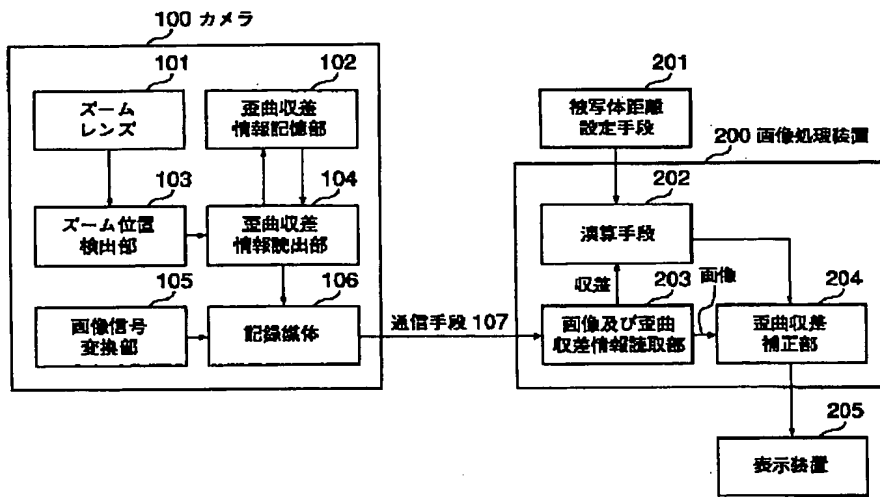 100 カメラ
101
ズーム
レンズ
102
歪曲収差
情報記憶部
103
ズーム位置
検出部
104
歪曲収差
情報読出部
105
画像信号
変換部
106
記録媒体
通信手段 107
201
被写体距離
設定手段
200 画像処理装置
202
演算手段
収差
203
画像及び歪曲
収差情報読取部
画像
204
歪曲収差
補正部
205
表示装置